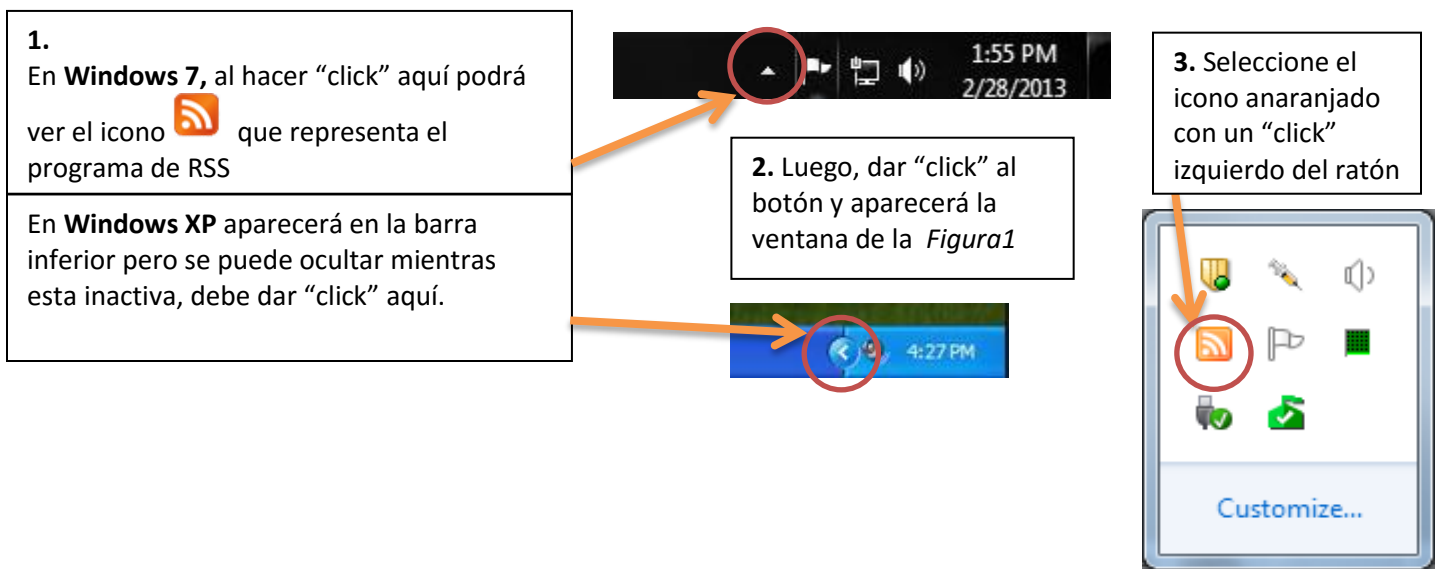 1.
En Windows 7, al hacer “click” aquí podrá
ver el icono que representa el
programa de RSS
En Windows XP aparecerá en la barra
inferior pero se puede ocultar mientras
esta inactiva, debe dar “click” aquí.
1:55 PM
2/28/2013
2. Luego, dar “click” al
botón y aparecerá la
ventana de la Figura1
4:27 PM
3. Seleccione el
icono anaranjado
con un “click”
izquierdo del ratón
Customize...